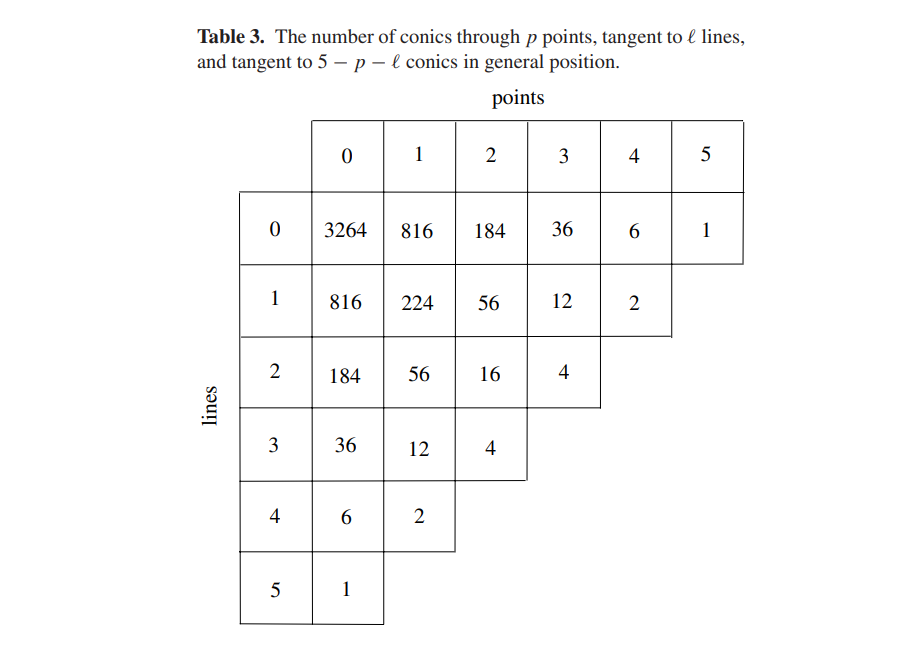 Table 3. The number of conics through p points, tangent to ℓ lines,
and tangent to 5 − p − ℓ conics in general position.
points
0 1 2 3 4 5
0 3264 816 184 36 6 1
1 816 224 56 12 2
2 184 56 16 4
lines
3 36 12 4
4 6 2
5 1